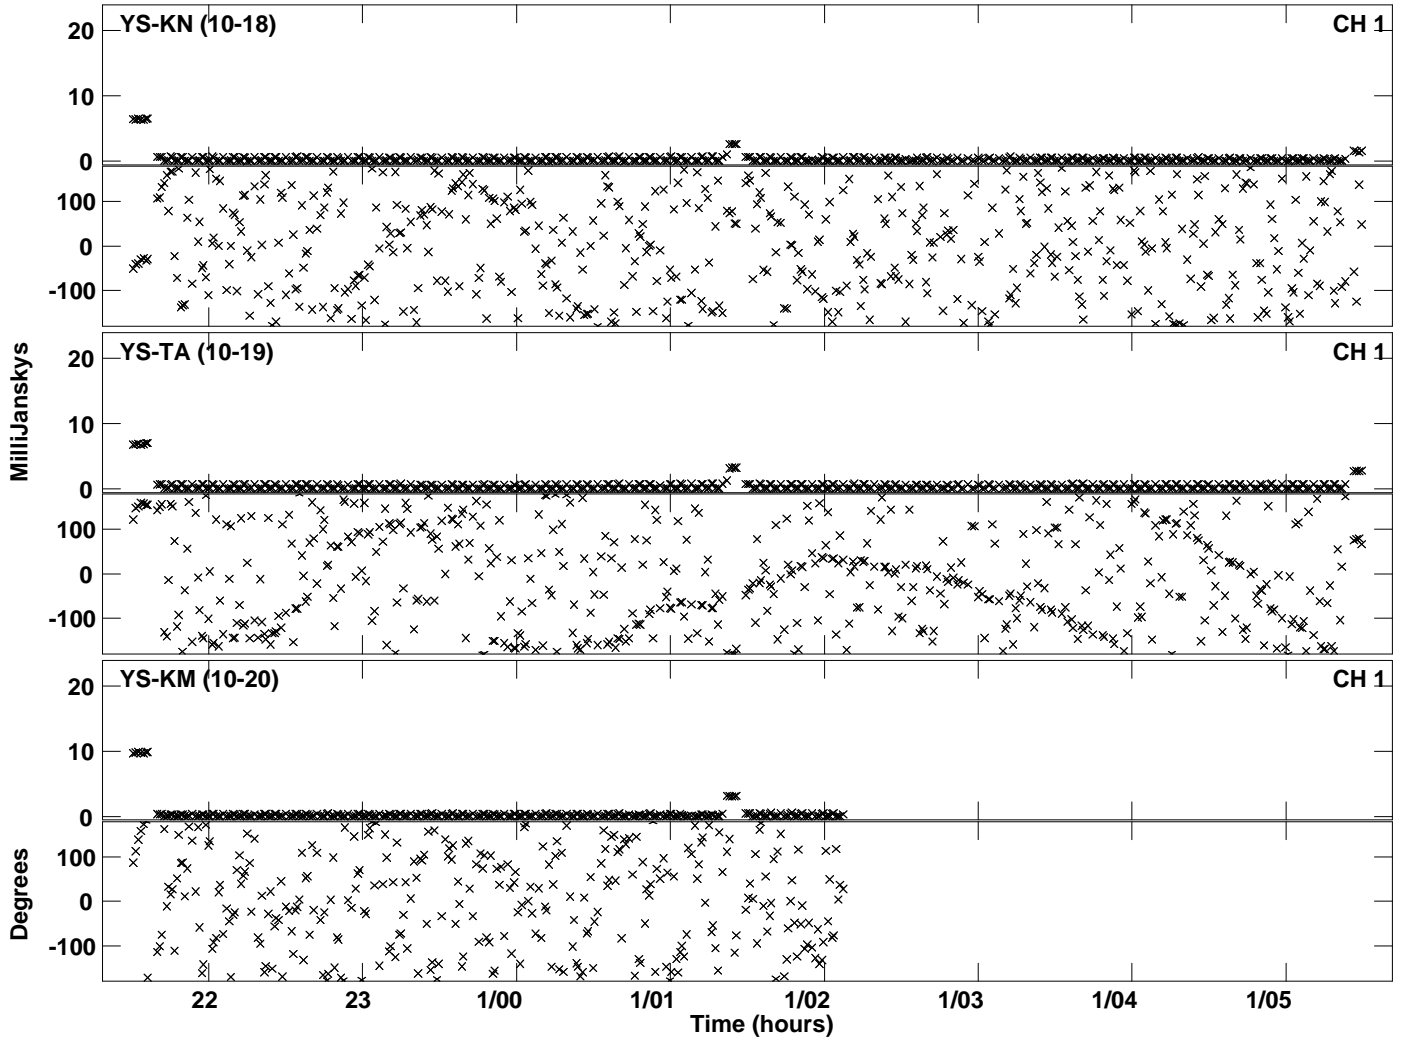 YS-KN (10-18) CH 1
20
10
0
100
0
-100
YS-TA (10-19) CH 1
20
10
0
100
0
-100
YS-KM (10-20) CH 1
20
10
0
100
0
-100
MilliJanskys
Degrees
22 23 1/00 1/01 1/02 1/03 1/04 1/05
Time (hours)